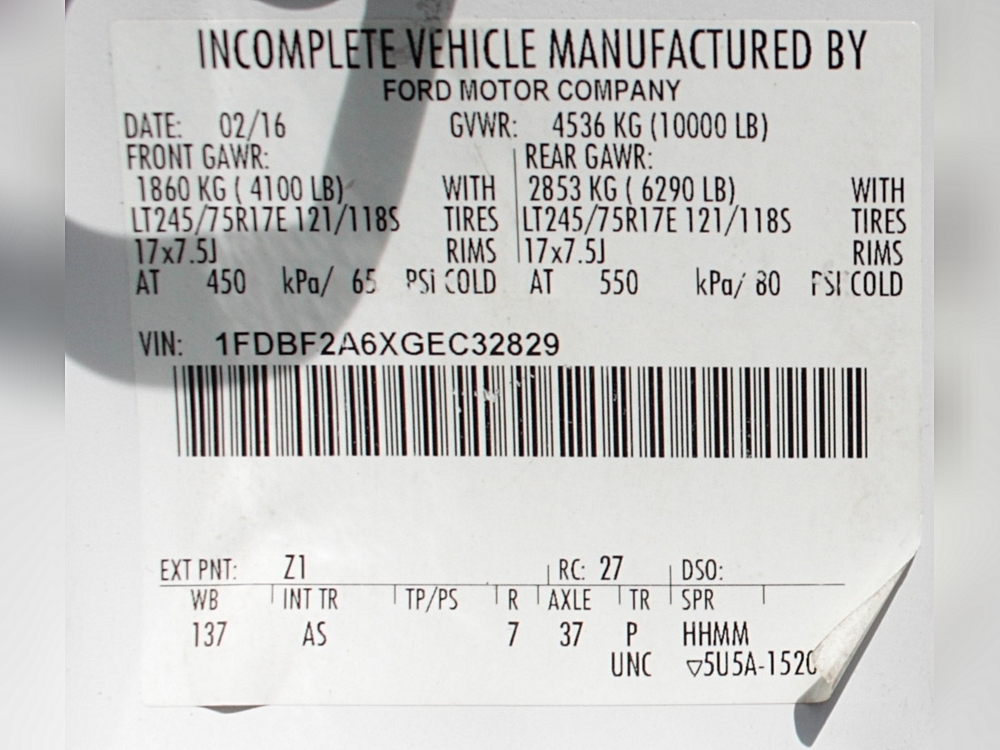 INCOMPLETE VEHICLE MANUFACTURED BY
FORD MOTOR COMPANY
DATE: 02/16 GVWR: 4536 KG (10000 LB)
FRONT GAWR: REAR GAWR:
1860 KG ( 4100 LB) WITH 2853 KG ( 6290 LB) WITH
LT245/75R17E 121/118S TIRES LT245/75R17E 121/118S TIRES
17x7.5J RIMS 17x7.5J RIMS
AT 450 kPa/ 65 PSI COLD AT 550 kPa/ 80 PSI COLD
VIN: 1FDBF2A6XGEC32829
EXT PNT: Z1 RC: 27 DSO:
WB INT TR TP/PS R AXLE TR SPR
137 AS 7 37 P HHMM
UNC ▽5U5A-1520